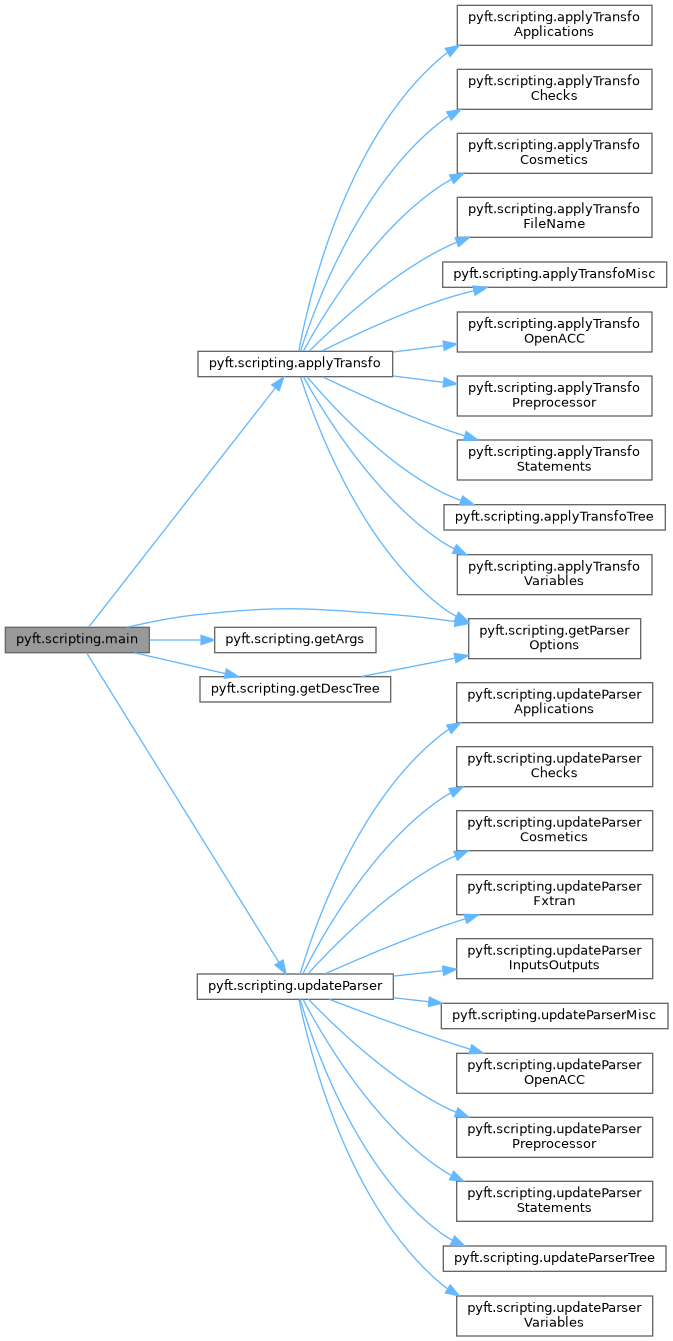 pyft.scripting.applyTransfo
Applications
pyft.scripting.applyTransfo
Checks
pyft.scripting.applyTransfo
Cosmetics
pyft.scripting.applyTransfo
FileName
pyft.scripting.applyTransfoMisc
pyft.scripting.applyTransfo
OpenACC
pyft.scripting.applyTransfo
pyft.scripting.applyTransfo
Preprocessor
pyft.scripting.applyTransfo
Statements
pyft.scripting.applyTransfoTree
pyft.scripting.applyTransfo
Variables
pyft.scripting.main
pyft.scripting.getArgs
pyft.scripting.getParser
Options
pyft.scripting.getDescTree
pyft.scripting.updateParser
Applications
pyft.scripting.updateParser
Checks
pyft.scripting.updateParser
Cosmetics
pyft.scripting.updateParser
Fxtran
pyft.scripting.updateParser
InputsOutputs
pyft.scripting.updateParser
pyft.scripting.updateParserMisc
pyft.scripting.updateParser
OpenACC
pyft.scripting.updateParser
Preprocessor
pyft.scripting.updateParser
Statements
pyft.scripting.updateParserTree
pyft.scripting.updateParser
Variables